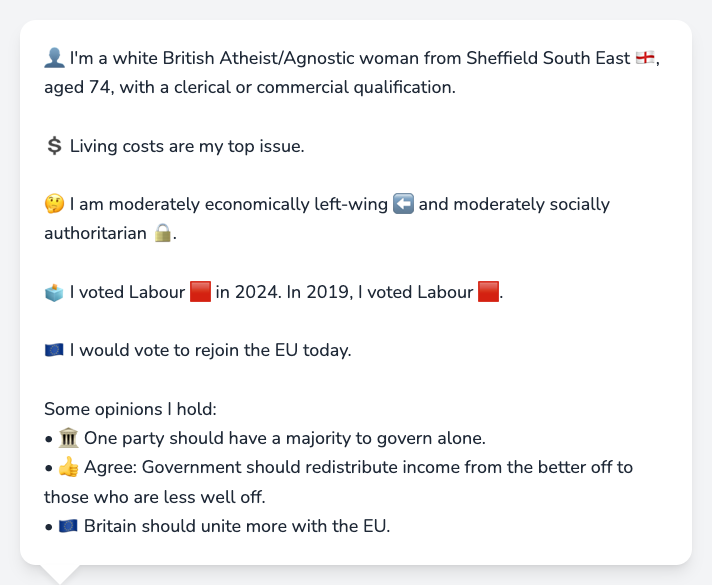 👤 I'm a white British Atheist/Agnostic woman from Sheffield South East 🏴󠁧󠁢󠁥󠁮󠁧󠁿,
aged 74, with a clerical or commercial qualification.
💲 Living costs are my top issue.
🤔 I am moderately economically left-wing ⬅️ and moderately socially
authoritarian 🔒.
🗳️ I voted Labour 🟥 in 2024. In 2019, I voted Labour 🟥.
🇪🇺 I would vote to rejoin the EU today.
Some opinions I hold:
• 🏛️ One party should have a majority to govern alone.
• 👍 Agree: Government should redistribute income from the better off to
those who are less well off.
• 🇪🇺 Britain should unite more with the EU.